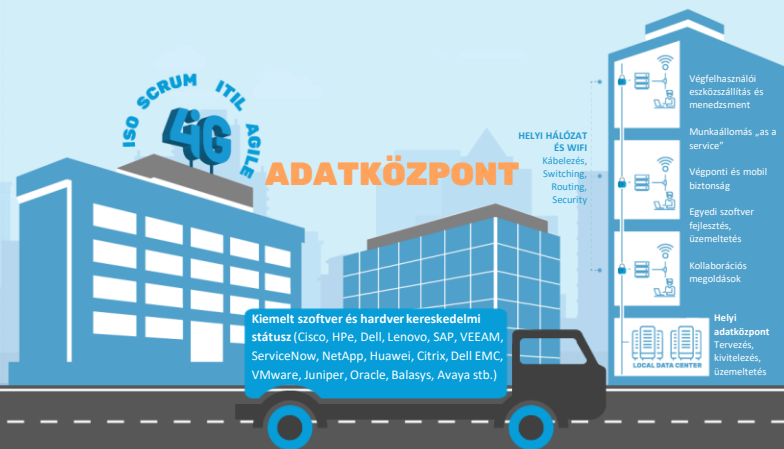 ISO SCRUM ITIL AGILE
4iG
ADATKÖZPONT
HELYI HÁLÓZAT
ÉS WIFI
Kábelezés,
Switching,
Routing,
Security
Végfelhasználói
eszközszállítás és
menedzsment
Munkaállomás „as a
service”
Végponti és mobil
biztonság
Egyedi szoftver
fejlesztés,
üzemeltetés
Kollaborációs
megoldások
Helyi
adatközpont
Tervezés,
kivitelezés,
üzemeltetés
LOCAL DATA CENTER
Kiemelt szoftver és hardver kereskedelmi
státusz (Cisco, HPe, Dell, Lenovo, SAP, VEEAM,
ServiceNow, NetApp, Huawei, Citrix, Dell EMC,
VMware, Juniper, Oracle, Balasys, Avaya stb.)